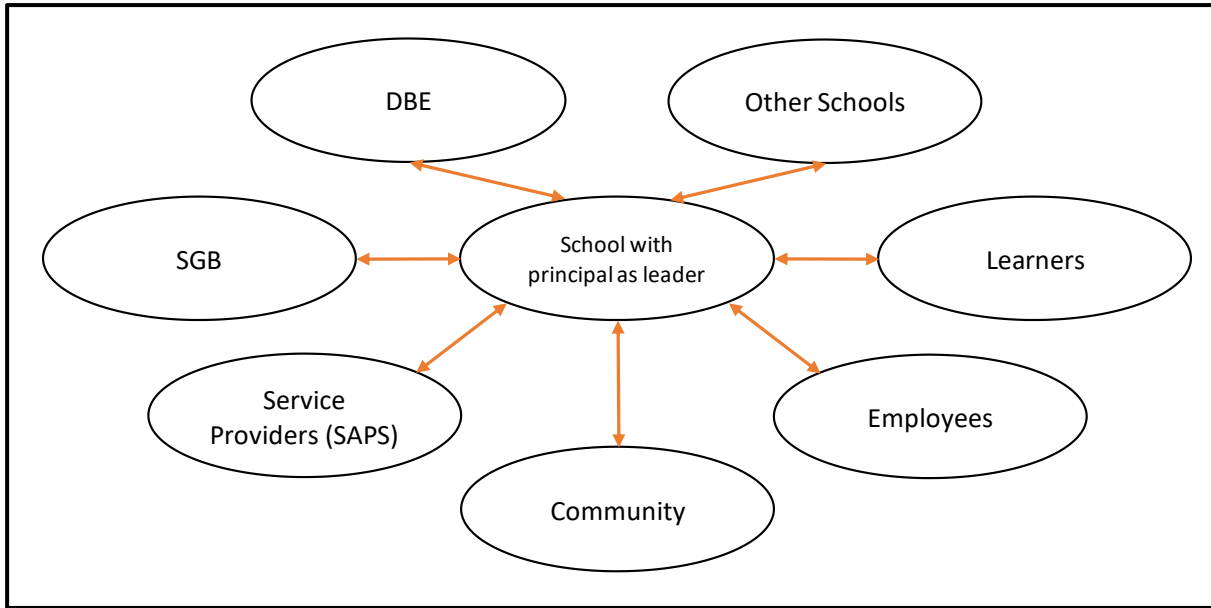 DBE
Other Schools
SGB
School with
principal as leader
Learners
Service
Providers (SAPS)
Employees
Community